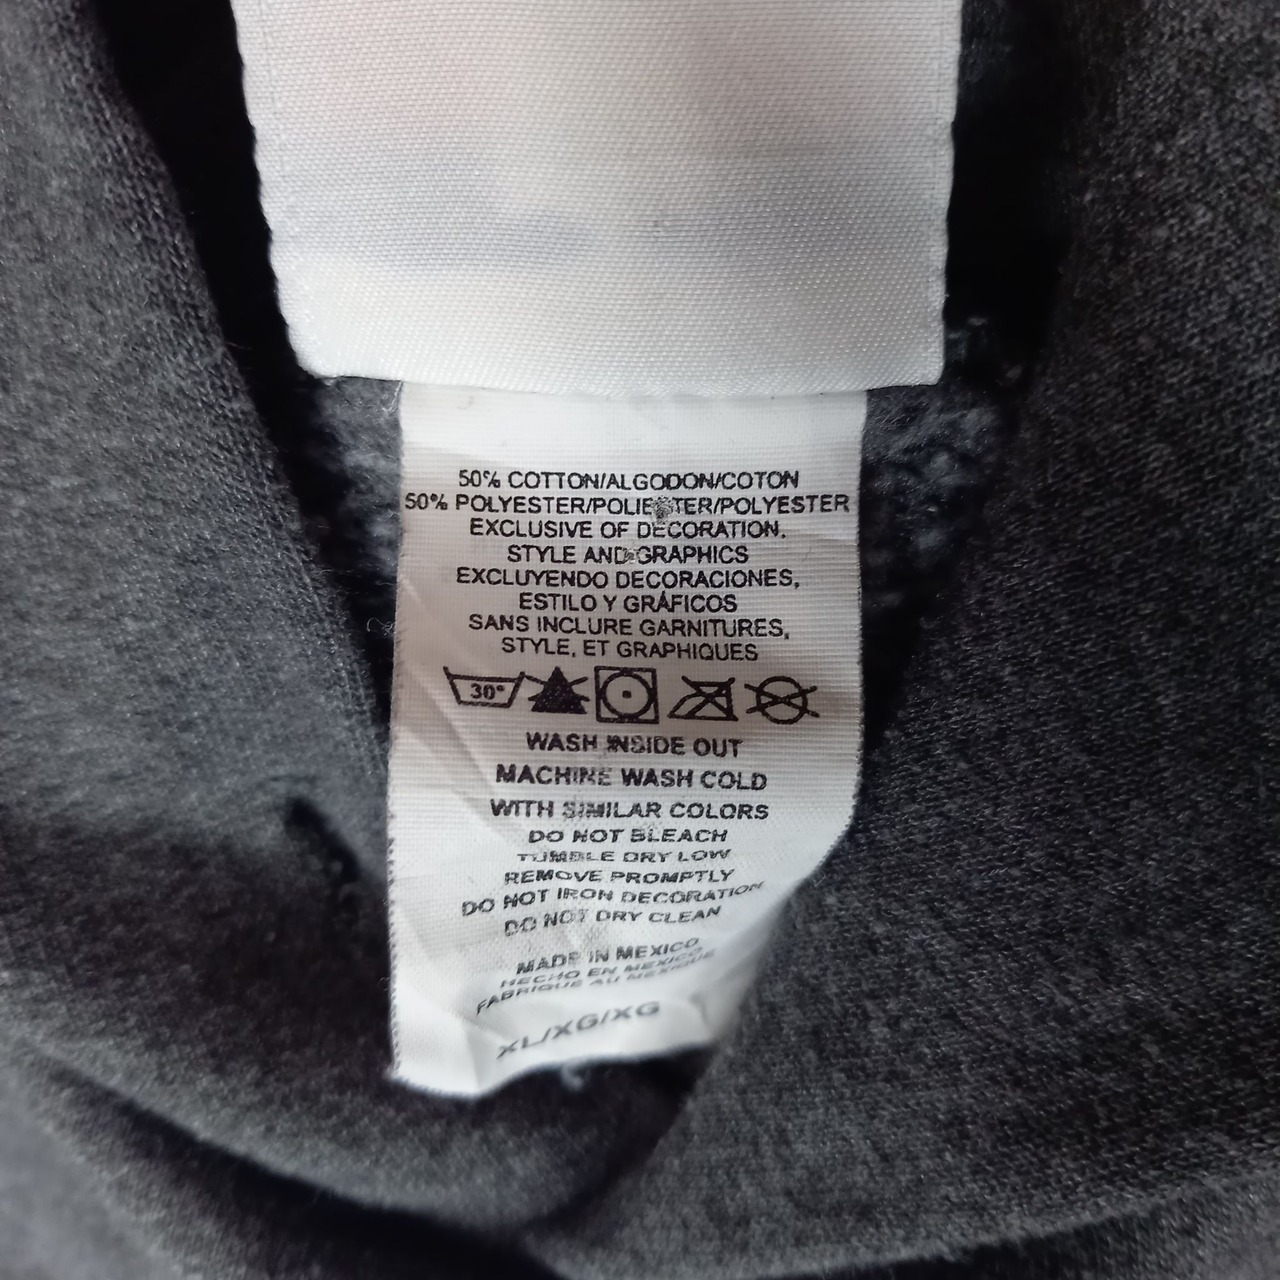 50% COTTON/ALGODON/COTON
50% POLYESTER/POLIESTER/POLYESTER
EXCLUSIVE OF DECORATION,
STYLE AND GRAPHICS
EXCLUYENDO DECORACIONES,
ESTILO Y GRÁFICOS
SANS INCLURE GARNITURES,
STYLE, ET GRAPHIQUES
30°
WASH INSIDE OUT
MACHINE WASH COLD
WITH SIMILAR COLORS
DO NOT BLEACH
TUMBLE DRY LOW
REMOVE PROMPTLY
DO NOT IRON DECORATION
DO NOT DRY CLEAN
MADE IN MEXICO
HECHO EN MEXICO
FABRIQUE AU MEXIQUE
XL/XG/XG